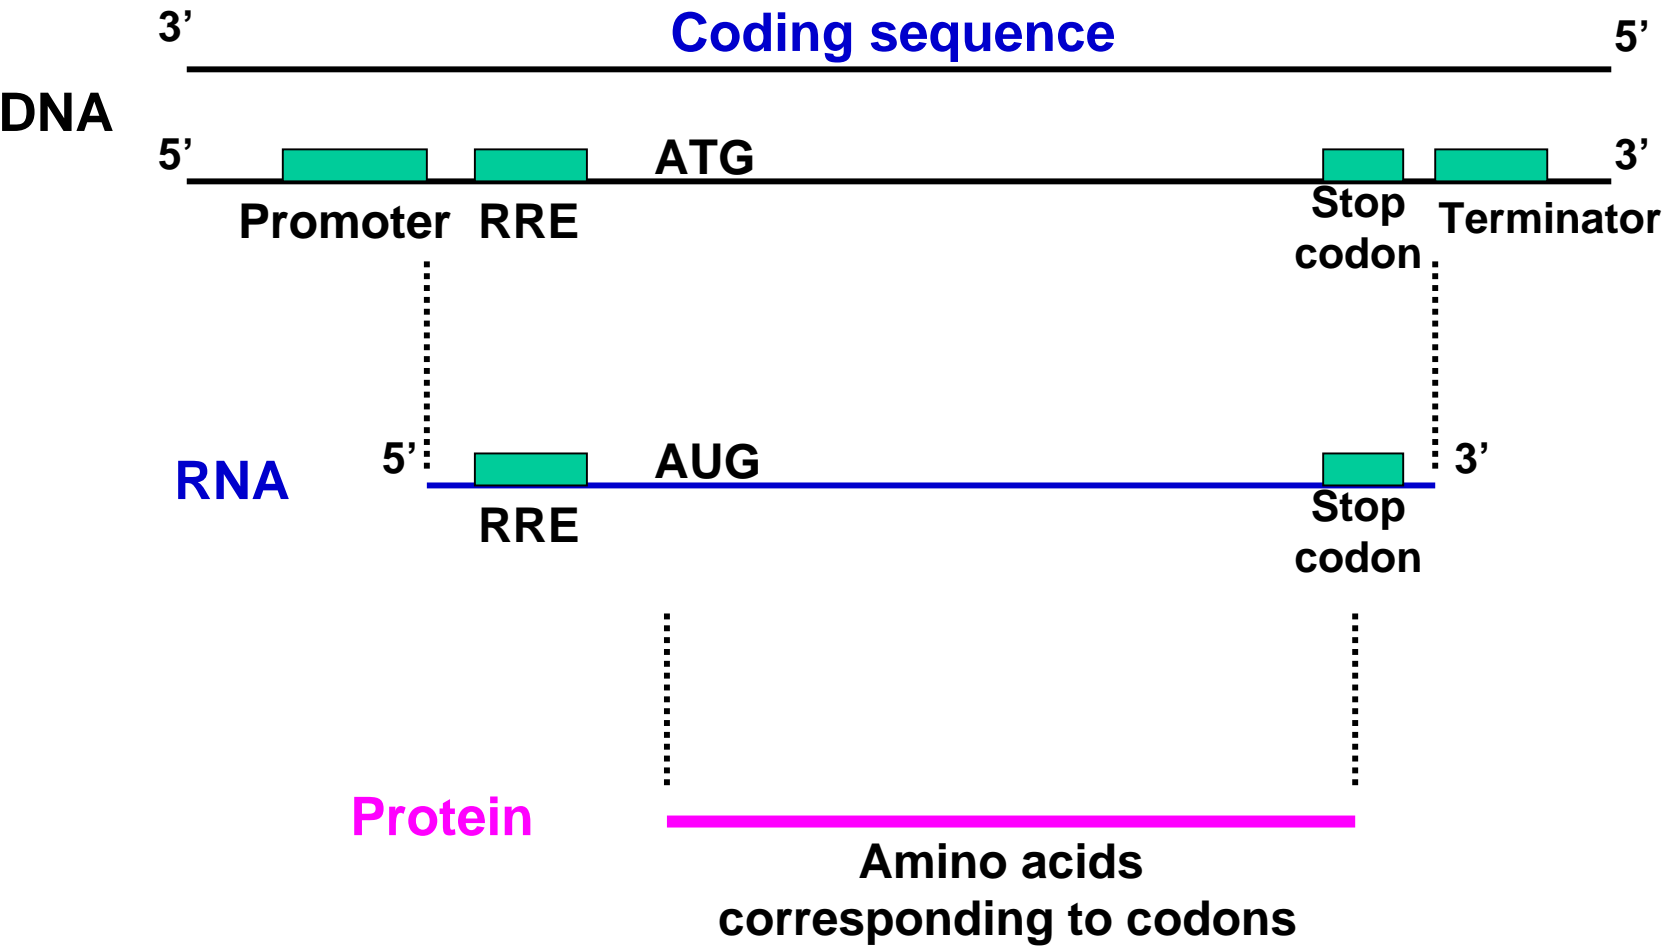 3’ Coding sequence 5’
DNA
5’ ATG 3’
Promoter RRE Stop codon Terminator
5’ AUG 3’
RNA
RRE Stop codon
Protein
Amino acids
corresponding to codons